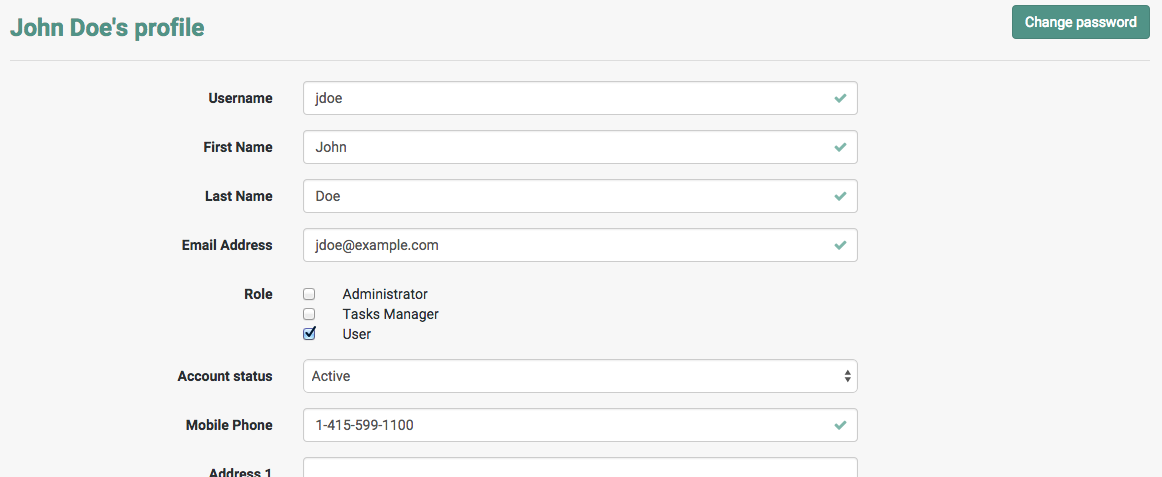 John Doe's profile
Change password
Username jdoe
First Name John
Last Name Doe
Email Address jdoe@example.com
Role Administrator
Tasks Manager
User
Account status Active
Mobile Phone 1-415-599-1100
Address 1